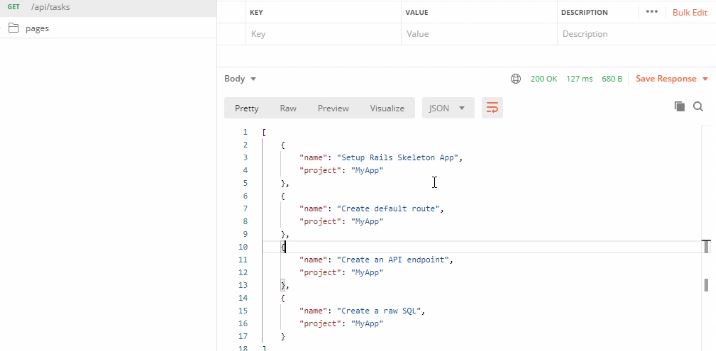 GET /api/tasks
pages
KEY VALUE DESCRIPTION ••• Bulk Edit
Key Value Description
Body 200 OK 127 ms 680 B Save Response
Pretty Raw Preview Visualize JSON
1 [
2 {
3 "name": "Setup Rails Skeleton App",
4 "project": "MyApp"
5 },
6 {
7 "name": "Create default route",
8 "project": "MyApp"
9 },
10 {
11 "name": "Create an API endpoint",
12 "project": "MyApp"
13 },
14 {
15 "name": "Create a raw SQL",
16 "project": "MyApp"
17 }
18 ]